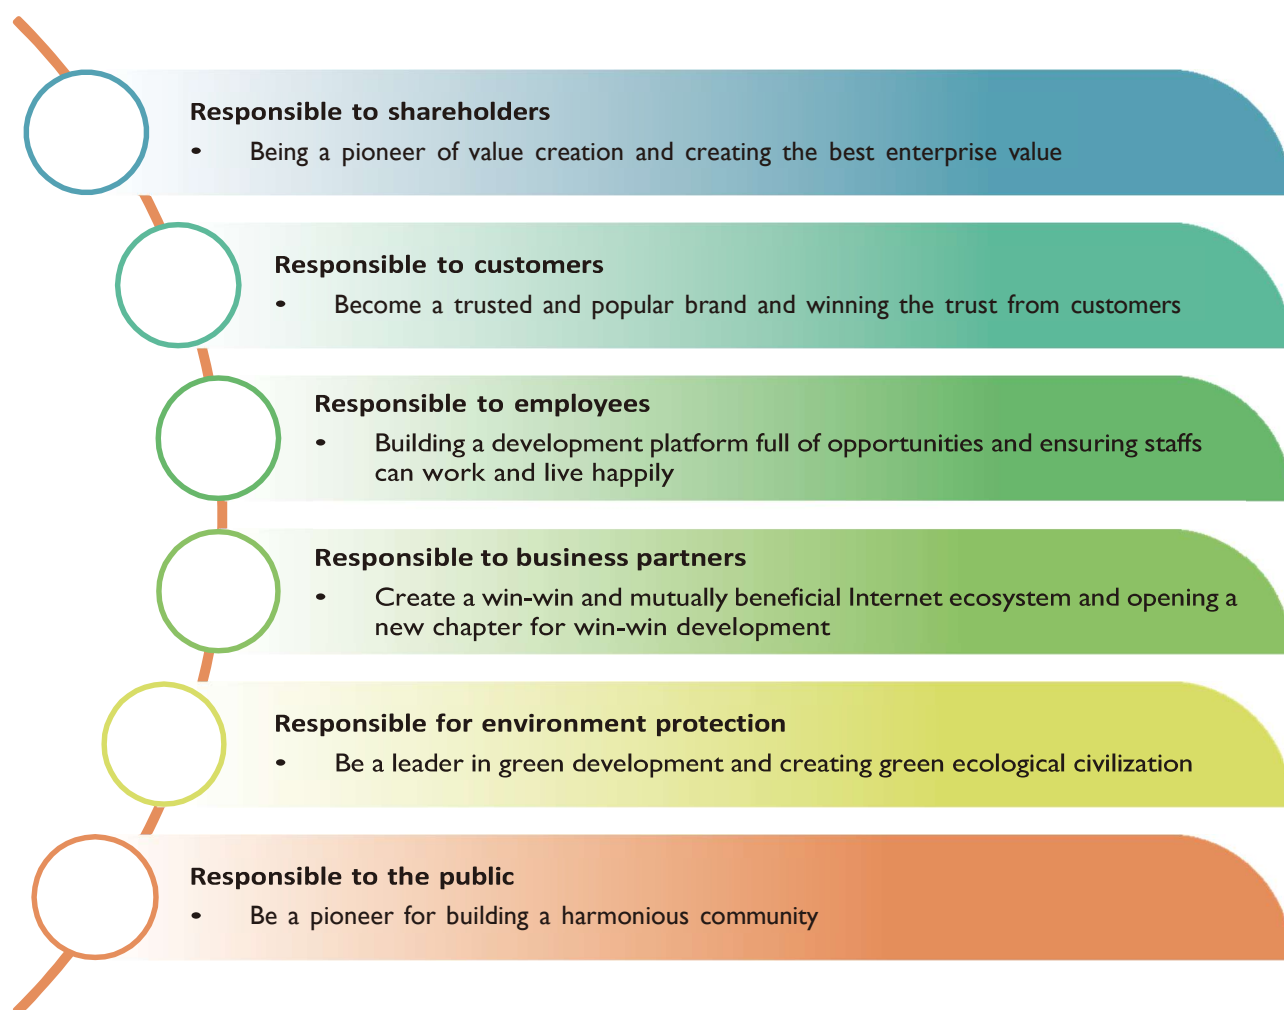 Responsible to shareholders
• Being a pioneer of value creation and creating the best enterprise value
Responsible to customers
• Become a trusted and popular brand and winning the trust from customers
Responsible to employees
• Building a development platform full of opportunities and ensuring staffs
can work and live happily
Responsible to business partners
• Create a win-win and mutually beneficial Internet ecosystem and opening a
new chapter for win-win development
Responsible for environment protection
• Be a leader in green development and creating green ecological civilization
Responsible to the public
• Be a pioneer for building a harmonious community